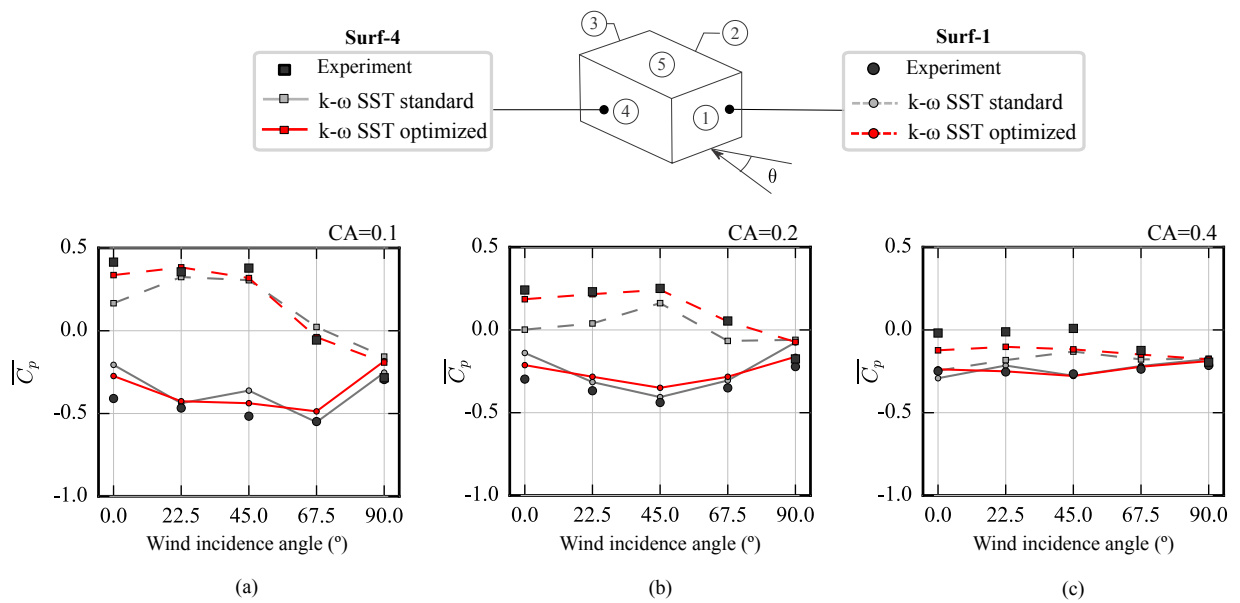 Surf-4
Experiment
k-ω SST standard
k-ω SST optimized
3
2
5
4
1
θ
Surf-1
Experiment
k-ω SST standard
k-ω SST optimized
CA=0.1
0.5
0.0
-0.5
-1.0
Cp
0.0 22.5 45.0 67.5 90.0
Wind incidence angle (º)
(a)
CA=0.2
0.5
0.0
-0.5
-1.0
Cp
0.0 22.5 45.0 67.5 90.0
Wind incidence angle (º)
(b)
CA=0.4
0.5
0.0
-0.5
-1.0
Cp
0.0 22.5 45.0 67.5 90.0
Wind incidence angle (º)
(c)